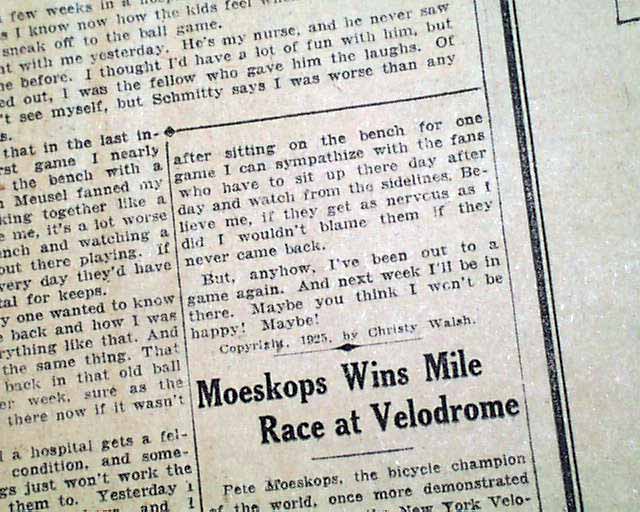 few weeks in a
s I know now how the kids feel
sneak off to the ball game.
nt with me yesterday. He's my nurse, and he never saw
ne before. I thought I'd have a lot of fun with him, but
ed out, I was the fellow who gave him the laughs. Of
't see myself, but Schmitty says I was worse than any
s.
that in the last in-
rst game I nearly
the bench with a
n Meusel fanned my
king together like a
e me, it's a lot worse
ench and watching a
out there playing. If
very day they'd have
tal for keeps.
y one wanted to know
e back and how I was
rything like that. And
the same thing. That
back in that old ball
er week, sure as the
there now if it wasn't
d a hospital gets a fel-
condition, and some-
gs just won't work the
them to. Yesterday I
and I
after sitting on the bench for one
game I can sympathize with the fans
who have to sit up there day after
day and watch from the sidelines. Be-
lieve me, if they get as nervous as I
did I wouldn't blame them if they
never came back.
But, anyhow, I've been out to a
game again. And next week I'll be in
there. Maybe you think I won't be
happy! Maybe!
Copyright, 1925, by Christy Walsh.
Moeskops Wins Mile
Race at Velodrome
Pete Moeskops, the bicycle champion
of the world, once more demonstrated
New York Velo-